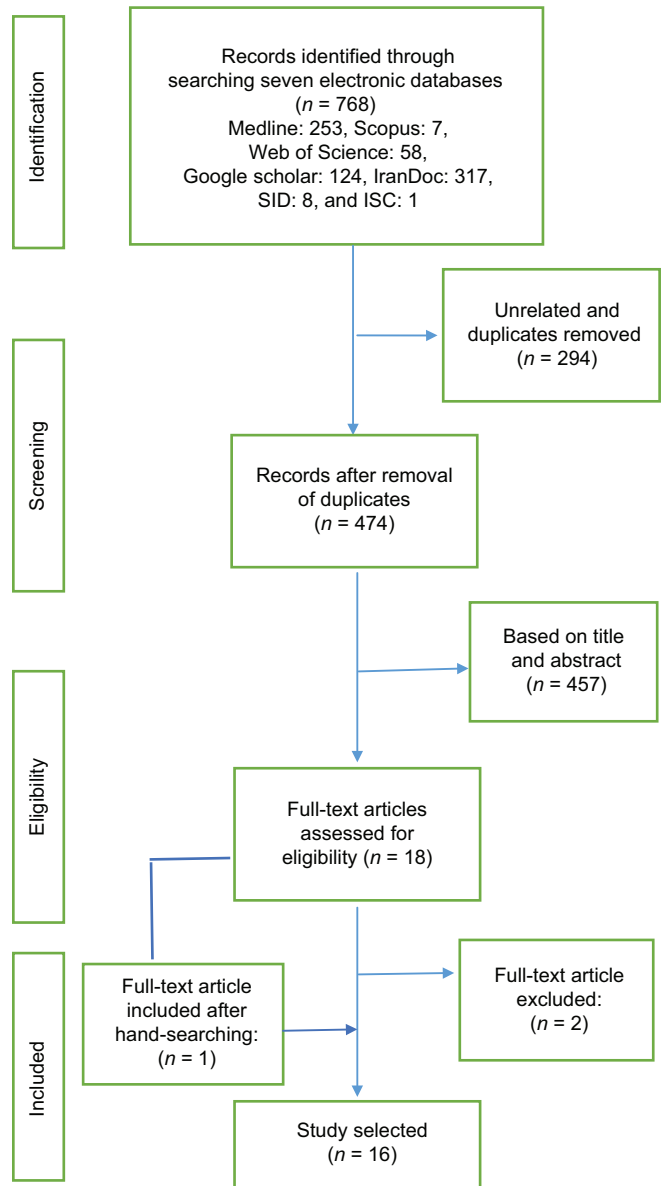 Identification
Records identified through
searching seven electronic databases
(n = 768)
Medline: 253, Scopus: 7,
Web of Science: 58,
Google scholar: 124, IranDoc: 317,
SID: 8, and ISC: 1
Unrelated and
duplicates removed
(n = 294)
Screening
Records after removal
of duplicates
(n = 474)
Based on title
and abstract
(n = 457)
Eligibility
Full-text articles
assessed for
eligibility (n = 18)
Included
Full-text article
included after
hand-searching:
(n = 1)
Full-text article
excluded:
(n = 2)
Study selected
(n = 16)